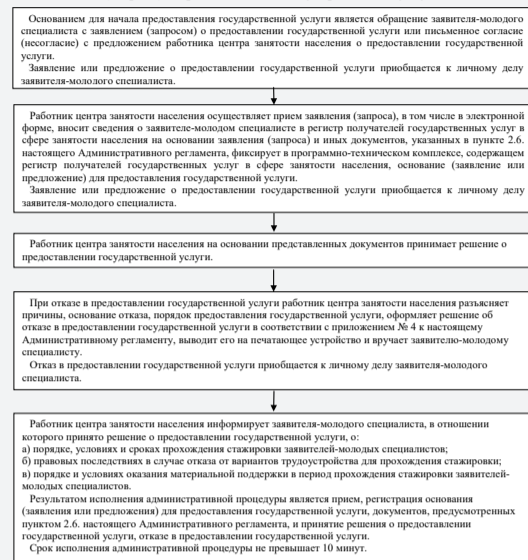 Основанием для начала предоставления государственной услуги является обращение заявителя-молодого
специалиста с заявлением (запросом) о предоставлении государственной услуги или письменное согласие
(несогласие) с предложением работника центра занятости населения о предоставлении государственной
услуги.
Заявление или предложение о предоставлении государственной услуги приобщается к личному делу
заявителя-молодого специалиста.
Работник центра занятости населения осуществляет прием заявления (запроса), в том числе в электронной
форме, вносит сведения о заявителе-молодом специалисте в регистр получателей государственных услуг в
сфере занятости населения на основании заявления (запроса) и иных документов, указанных в пункте 2.6.
настоящего Административного регламента, фиксирует в программно-техническом комплексе, содержащем
регистр получателей государственных услуг в сфере занятости населения, основание (заявление или
предложение) для предоставления государственной услуги.
Заявление или предложение о предоставлении государственной услуги приобщается к личному делу
заявителя-молодого специалиста.
Работник центра занятости населения на основании представленных документов принимает решение о
предоставлении государственной услуги.
При отказе в предоставлении государственной услуги работник центра занятости населения разъясняет
причины, основание отказа, порядок предоставления государственной услуги, оформляет решение об
отказе в предоставлении государственной услуги в соответствии с приложением № 4 к настоящему
Административному регламенту, выводит его на печатающее устройство и вручает заявителю-молодому
специалисту.
Отказ в предоставлении государственной услуги приобщается к личному делу заявителя-молодого
специалиста.
Работник центра занятости населения информирует заявителя-молодого специалиста, в отношении
которого принято решение о предоставлении государственной услуги, о:
а) порядке, условиях и сроках прохождения стажировки заявителей-молодых специалистов;
б) правовых последствиях в случае отказа от вариантов трудоустройства для прохождения стажировки;
в) порядке и условиях оказания материальной поддержки в период прохождения стажировки заявителей-
молодых специалистов.
Результатом исполнения административной процедуры является прием, регистрация основания
(заявления или предложения) для предоставления государственной услуги, документов, предусмотренных
пунктом 2.6. настоящего Административного регламента, и принятие решения о предоставлении
государственной услуги, отказе в предоставлении государственной услуги.
Срок исполнения административной процедуры не превышает 10 минут.